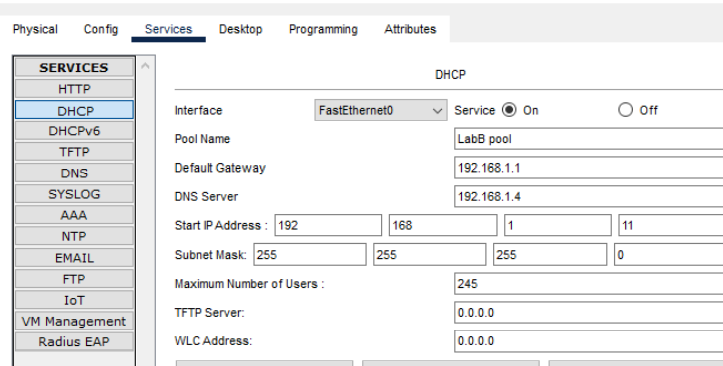 Physical Config Services Desktop Programming Attributes
SERVICES
HTTP
DHCP
DHCPv6
TFTP
DNS
SYSLOG
AAA
NTP
EMAIL
FTP
IoT
VM Management
Radius EAP
DHCP
Interface FastEthernet0 Service On Off
Pool Name LabB pool
Default Gateway 192.168.1.1
DNS Server 192.168.1.4
Start IP Address : 192 168 1 11
Subnet Mask: 255 255 255 0
Maximum Number of Users : 245
TFTP Server: 0.0.0.0
WLC Address: 0.0.0.0